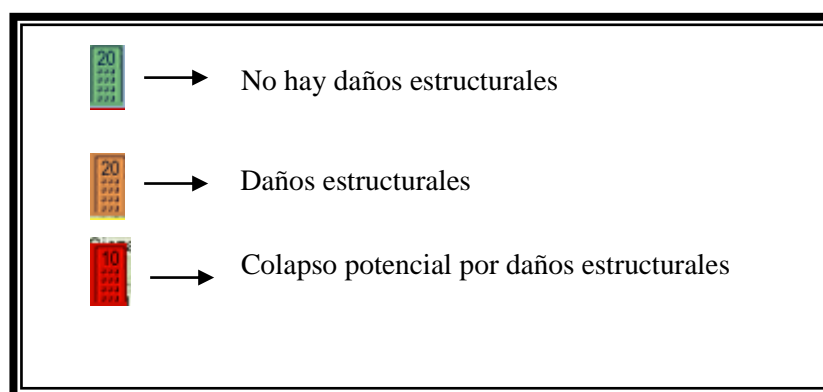 20
No hay daños estructurales
20
Daños estructurales
10
Colapso potencial por daños estructurales